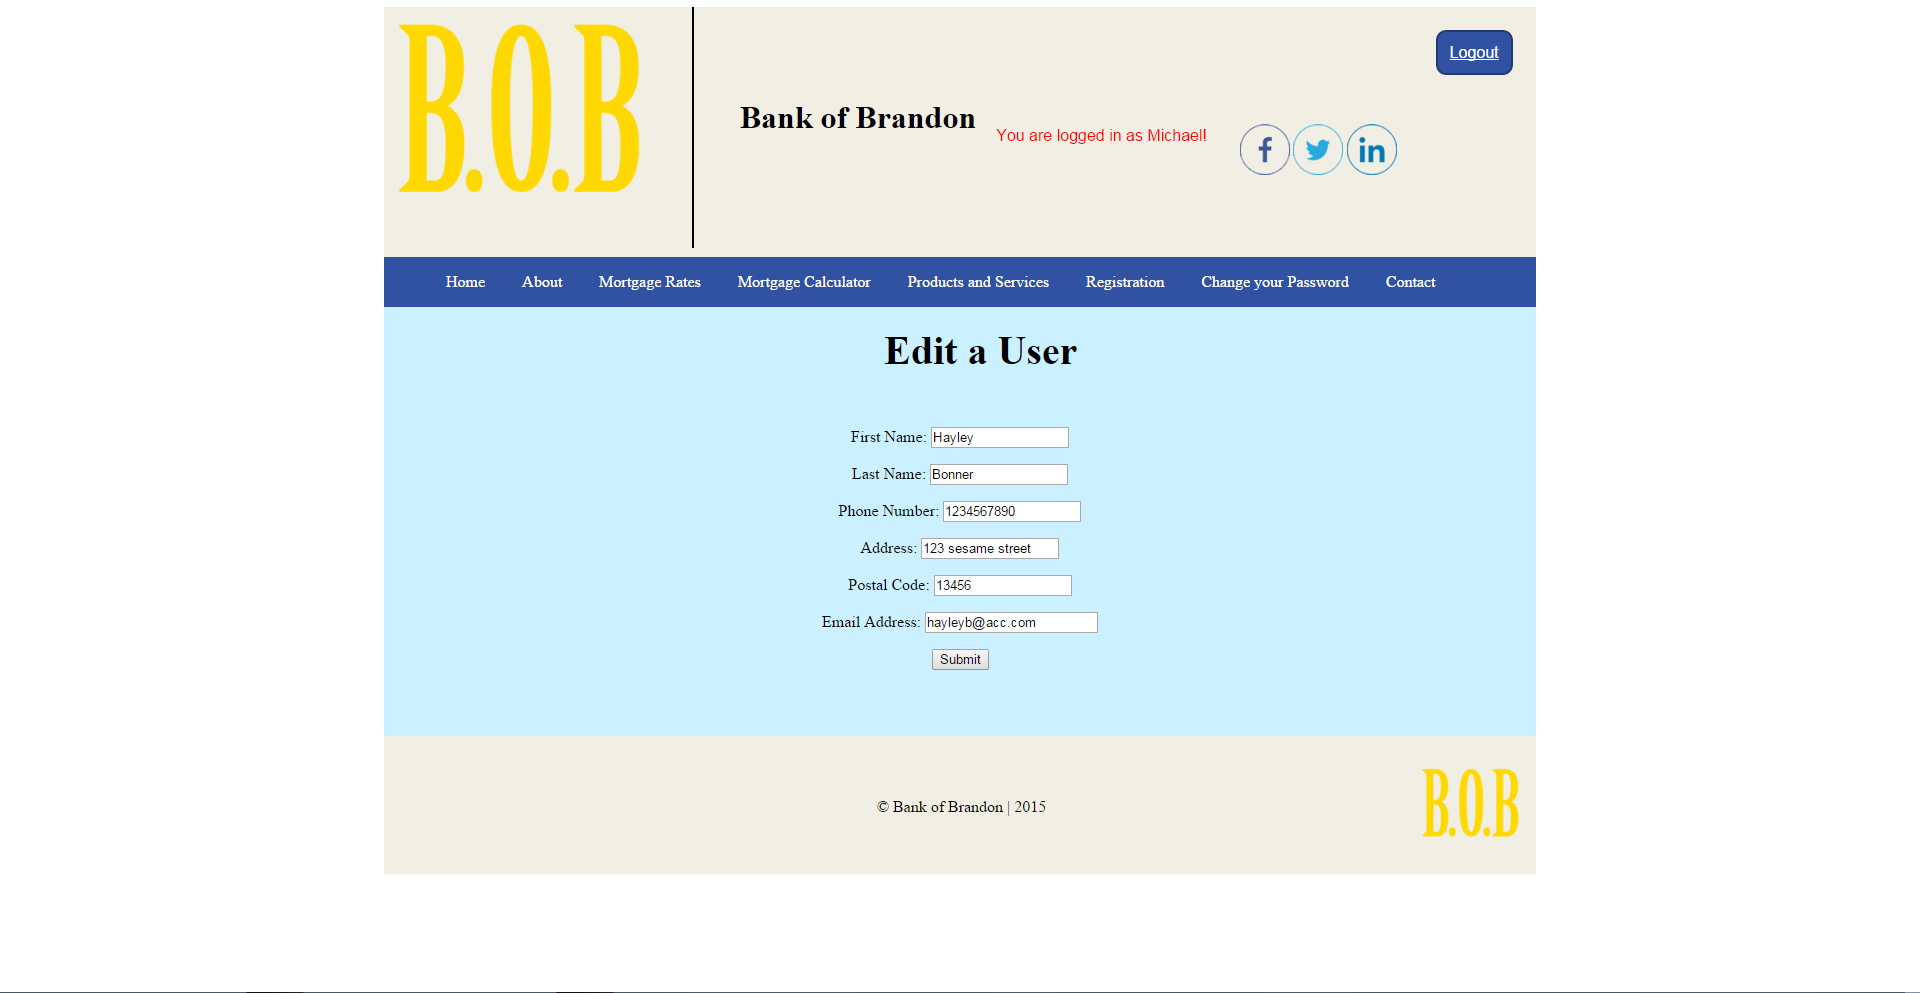 B.O.B
Logout
Bank of Brandon
You are logged in as Michael!
Home About Mortgage Rates Mortgage Calculator Products and Services Registration Change your Password Contact
Edit a User
First Name: Hayley
Last Name: Bonner
Phone Number: 1234567890
Address: 123 sesame street
Postal Code: 13456
Email Address: hayleyb@acc.com
Submit
© Bank of Brandon | 2015
B.O.B